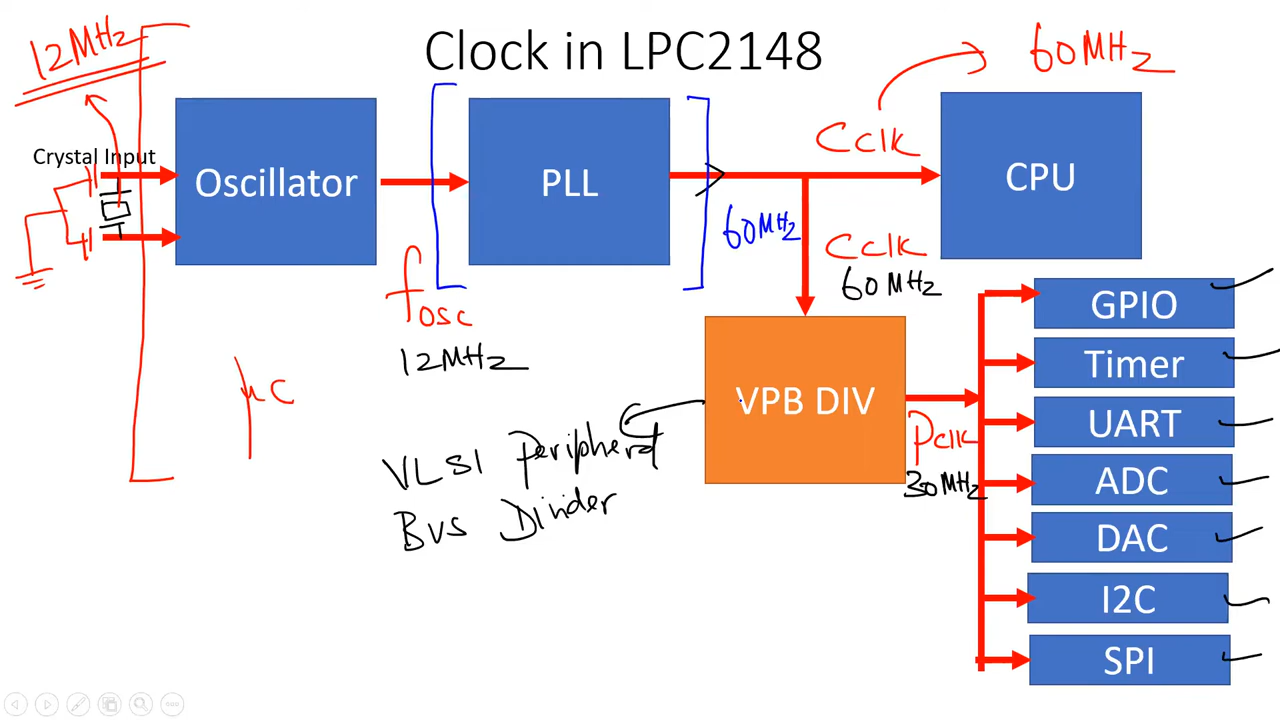 12MHz
Clock in LPC2148
60MHz
Crystal Input
Oscillator
PLL
Cclk
CPU
60MHz
Cclk
60MHz
fosc
12MHz
μc
VPB DIV
Pclk
30MHz
VLSI Peripheral
Bus Divider
GPIO
Timer
UART
ADC
DAC
I2C
SPI